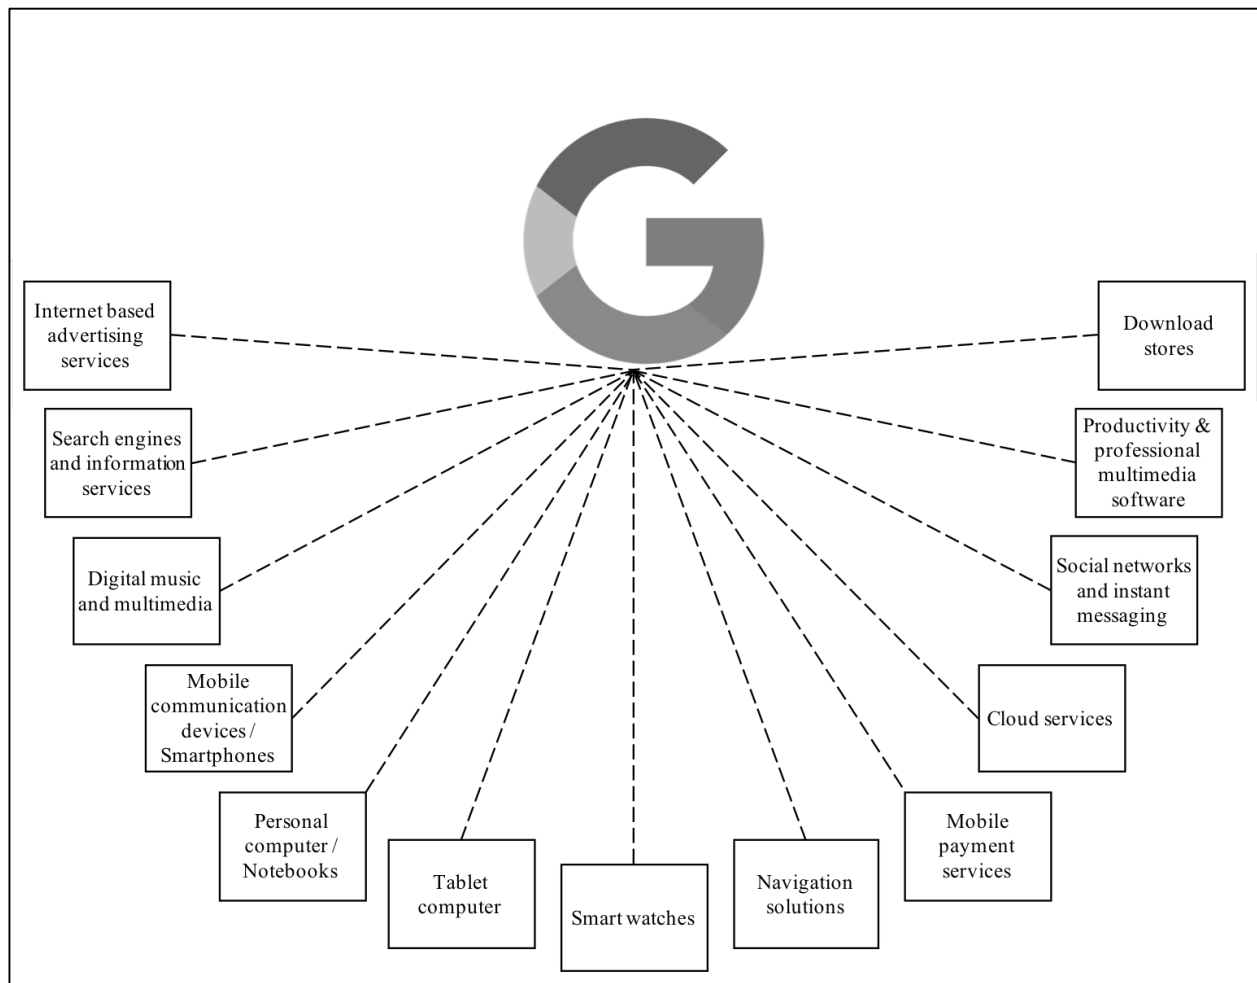 Internet based
advertising
services
Download
stores
Search engines
and information
services
Productivity &
professional
multimedia
software
Digital music
and multimedia
Social networks
and instant
messaging
Mobile
communication
devices /
Smartphones
Cloud services
Personal
computer /
Notebooks
Mobile
payment
services
Tablet
computer
Navigation
solutions
Smart watches